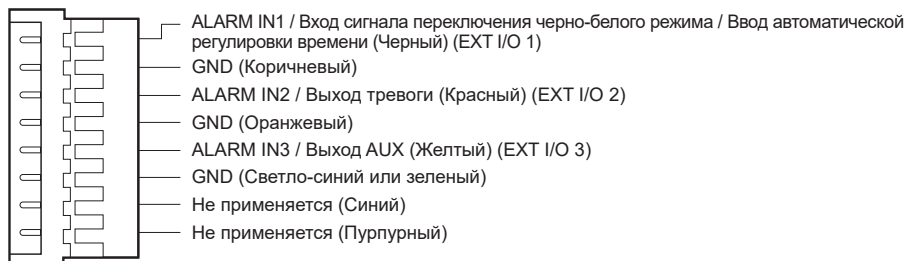 ALARM IN1 / Вход сигнала переключения черно-белого режима / Ввод автоматической
регулировки времени (Черный) (EXT I/O 1)
GND (Коричневый)
ALARM IN2 / Выход тревоги (Красный) (EXT I/O 2)
GND (Оранжевый)
ALARM IN3 / Выход AUX (Желтый) (EXT I/O 3)
GND (Светло-синий или зеленый)
Не применяется (Синий)
Не применяется (Пурпурный)